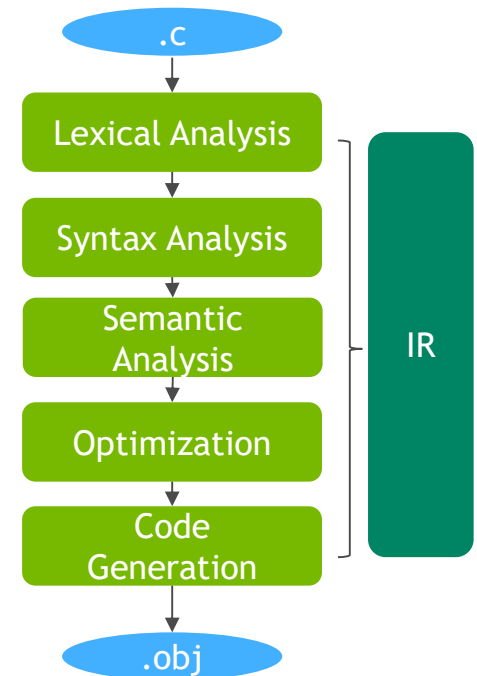 .c
Lexical Analysis
Syntax Analysis
Semantic
Analysis
IR
Optimization
Code
Generation
.obj